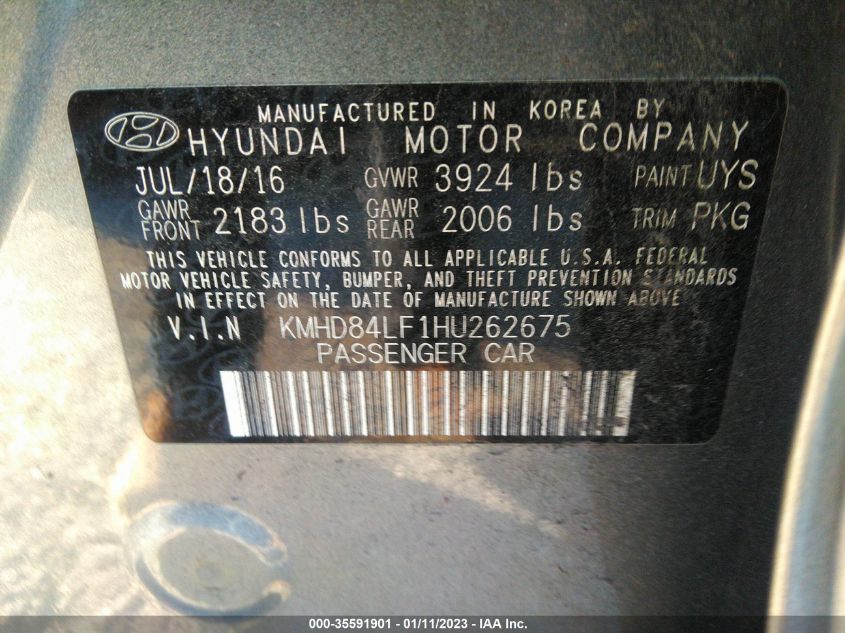 MANUFACTURED IN KOREA BY
HYUNDAI MOTOR COMPANY
JUL/18/16 GVWR 3924 lbs PAINT UYS
GAWR FRONT 2183 lbs GAWR REAR 2006 lbs TRIM PKG
THIS VEHICLE CONFORMS TO ALL APPLICABLE U.S.A. FEDERAL
MOTOR VEHICLE SAFETY, BUMPER, AND THEFT PREVENTION STANDARDS
IN EFFECT ON THE DATE OF MANUFACTURE SHOWN ABOVE
V.I.N KMHD84LF1HU262675
PASSENGER CAR
000-35591901 - 01/11/2023 - IAA Inc.